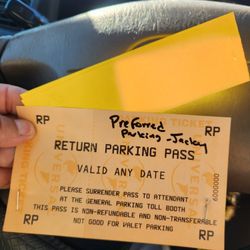 PARKING TICKET
RP
Preferred
Parking - Jackey
RP
RETURN PARKING PASS
VALID ANY DATE
PLEASE SURRENDER PASS TO ATTENDANT
AT THE GENERAL PARKING TOLL BOOTH
THIS PASS IS NON-REFUNDABLE AND NON-TRANSFERABLE
RP
NOT GOOD FOR VALET PARKING
RP